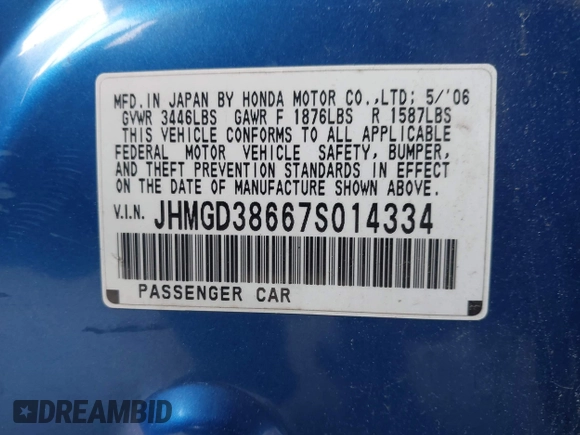 MFD. IN JAPAN BY HONDA MOTOR CO.,LTD; 5/'06
GVWR 3446LBS GAWR F 1876LBS R 1587LBS
THIS VEHICLE CONFORMS TO ALL APPLICABLE
FEDERAL MOTOR VEHICLE SAFETY, BUMPER,
AND THEFT PREVENTION STANDARDS IN EFFECT
ON THE DATE OF MANUFACTURE SHOWN ABOVE.
V.I.N. JHMGD38667S014334
PASSENGER CAR
DREAMBID